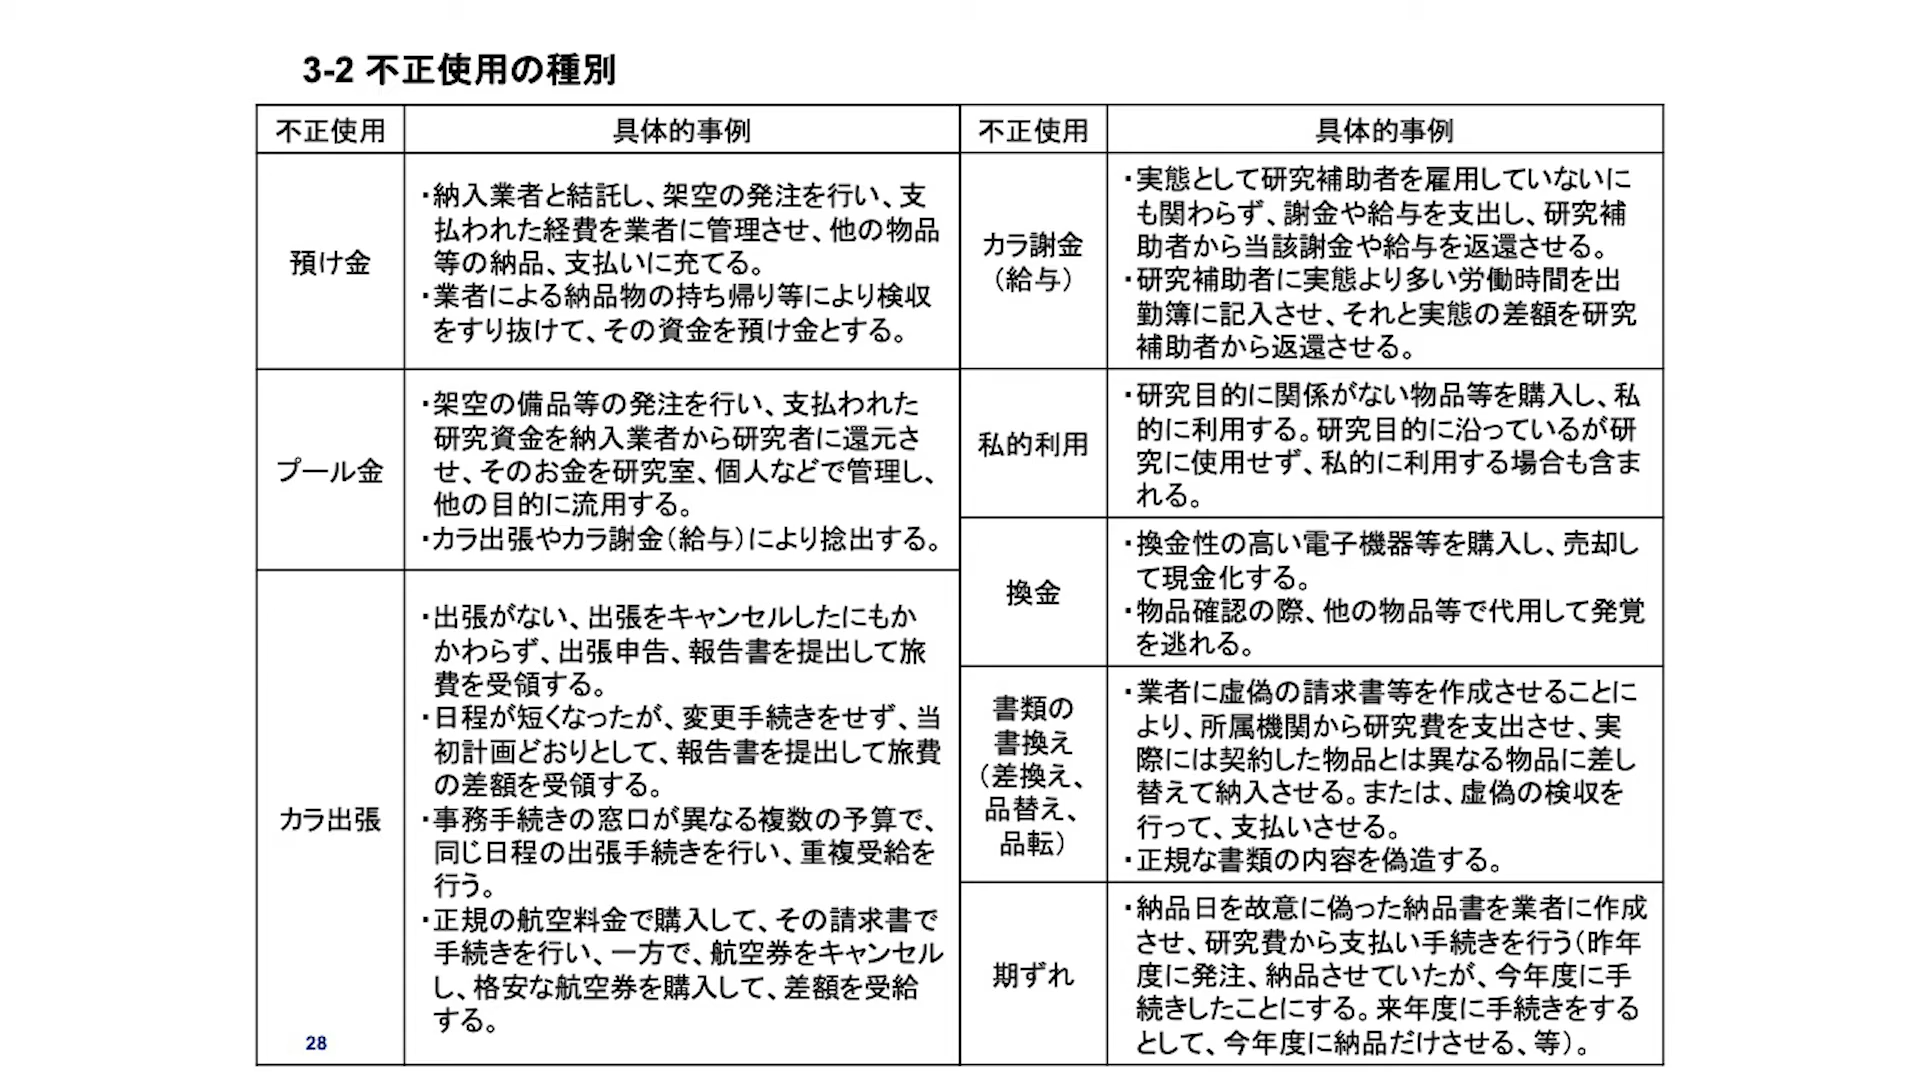 3-2 不正使用の種別
不正使用
具体的事例
預け金
・納入業者と結託し、架空の発注を行い、支
払われた経費を業者に管理させ、他の物品
等の納品、支払いに充てる。
・業者による納品物の持ち帰り等により検収
をすり抜けて、その資金を預け金とする。
プール金
・架空の備品等の発注を行い、支払われた
研究資金を納入業者から研究者に還元さ
せ、そのお金を研究室、個人などで管理し、
他の目的に流用する。
・カラ出張やカラ謝金（給与）により捻出する。
カラ出張
・出張がない、出張をキャンセルしたにもか
かわらず、出張申告、報告書を提出して旅
費を受領する。
・日程が短くなったが、変更手続きをせず、当
初計画どおりとして、報告書を提出して旅費
の差額を受領する。
・事務手続きの窓口が異なる複数の予算で、
同じ日程の出張手続きを行い、重複受給を
行う。
・正規の航空料金で購入して、その請求書で
手続きを行い、一方で、航空券をキャンセル
し、格安な航空券を購入して、差額を受給
する。
不正使用
具体的事例
カラ謝金
（給与）
・実態として研究補助者を雇用していないに
も関わらず、謝金や給与を支出し、研究補
助者から当該謝金や給与を返還させる。
・研究補助者に実態より多い労働時間を出
勤簿に記入させ、それと実態の差額を研究
補助者から返還させる。
私的利用
・研究目的に関係がない物品等を購入し、私
的に利用する。研究目的に沿っているが研
究に使用せず、私的に利用する場合も含ま
れる。
換金
・換金性の高い電子機器等を購入し、売却し
て現金化する。
・物品確認の際、他の物品等で代用して発覚
を逃れる。
書類の
書換え
（差換え、
品替え、
品転）
・業者に虚偽の請求書等を作成させることに
より、所属機関から研究費を支出させ、実
際には契約した物品とは異なる物品に差し
替えて納入させる。または、虚偽の検収を
行って、支払いさせる。
・正規な書類の内容を偽造する。
期ずれ
・納品日を故意に偽った納品書を業者に作成
させ、研究費から支払い手続きを行う（昨年
度に発注、納品させていたが、今年度に手
続きしたことにする。来年度に手続きをする
として、今年度に納品だけさせる、等）。
28